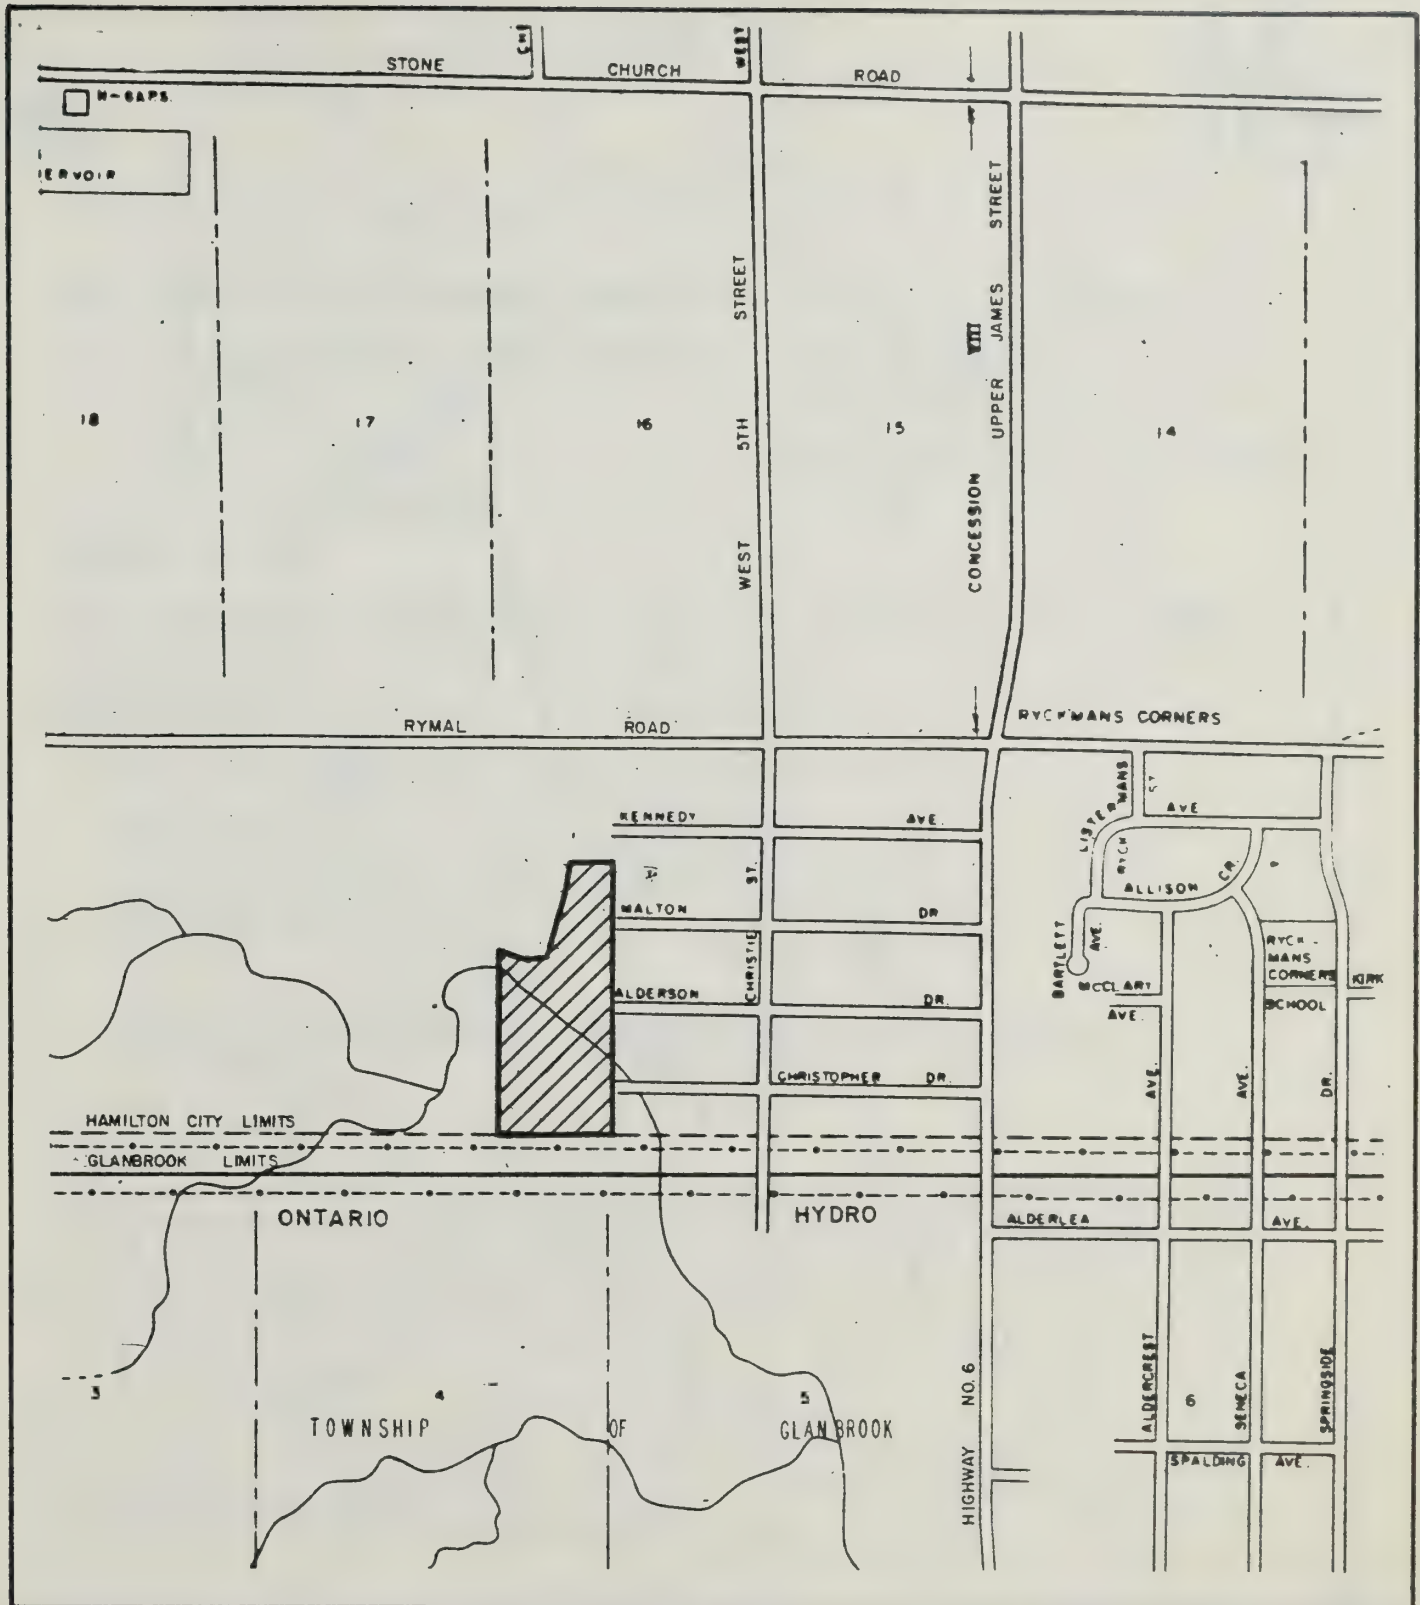 STONE CHURCH ROAD
WEST
ERVOIR
18
17
16
15
14
WEST 5TH STREET
CONCESSION VIII
UPPER JAMES STREET
RYMAL ROAD
RYCKMANS CORNERS
KENNEDY AVE.
MALTON DR
ALDERSON DR.
CHRISTOPHER DR.
CHRISTIE ST.
LISTER AVE
RYCKMANS ST
ALLISON CR.
BARTLETT AVE.
MCCLARY AVE.
RYCK-
MANS
CORNERS
SCHOOL
KIRK
HAMILTON CITY LIMITS
GLANBROOK LIMITS
ONTARIO HYDRO
ALDERLEA AVE.
ALDERCREST AVE.
SENECA AVE.
SPRINGSIDE DR.
HIGHWAY NO. 6
3
4
5
6
TOWNSHIP OF GLANBROOK
SPALDING AVE.